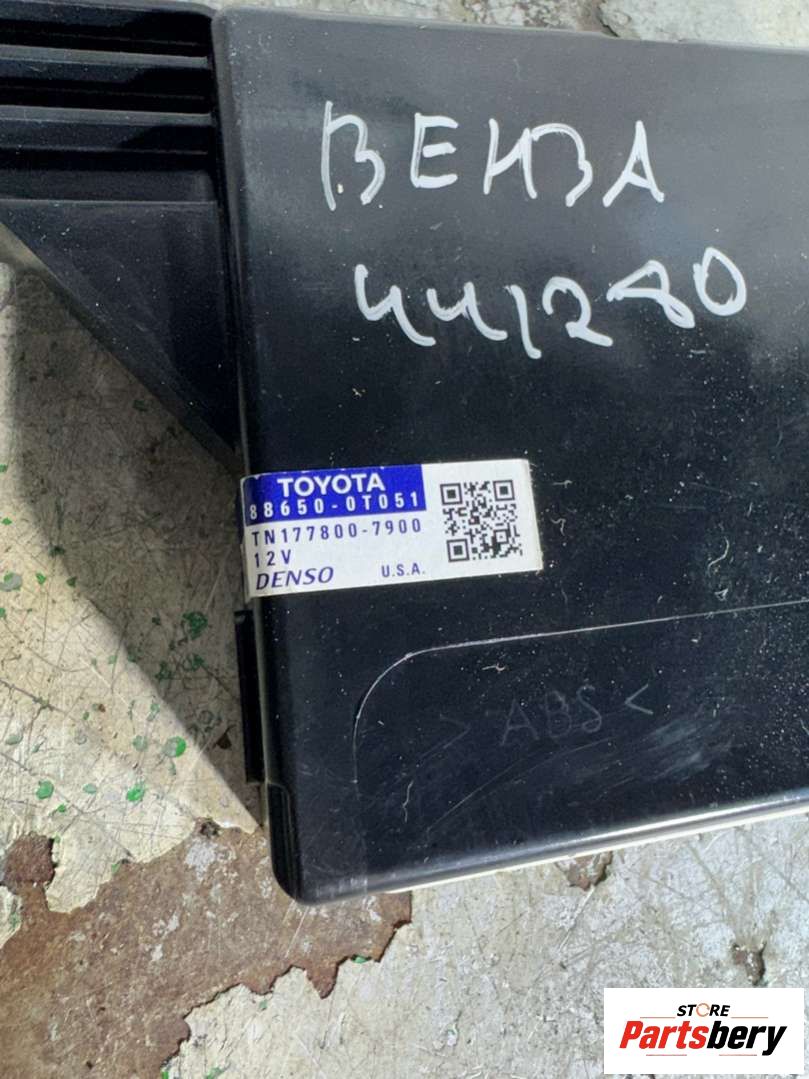 ВЕНЗА
441280
TOYOTA
88650-0T051
TN177800-7900
12V
DENSO U.S.A.
>ABS<
STORE
Partsbery